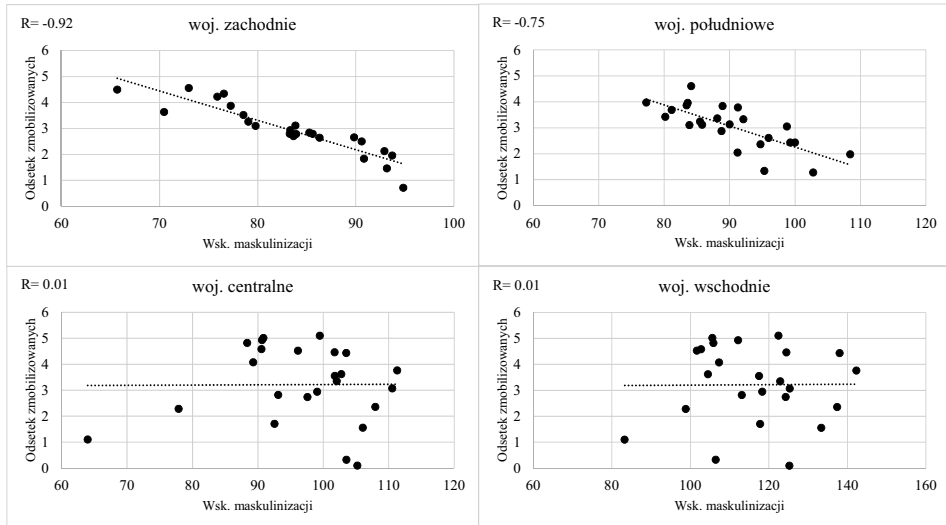 R= -0.92
woj. zachodnie
Odsetek zmobilizowanych
6
5
4
3
2
1
0
60 70 80 90 100
Wsk. maskulinizacji
R= -0.75
woj. południowe
Odsetek zmobilizowanych
6
5
4
3
2
1
0
60 70 80 90 100 110 120
Wsk. maskulinizacji
R= 0.01
woj. centralne
Odsetek zmobilizowanych
6
5
4
3
2
1
0
60 70 80 90 100 110 120
Wsk. maskulinizacji
R= 0.01
woj. wschodnie
Odsetek zmobilizowanych
6
5
4
3
2
1
0
60 80 100 120 140 160
Wsk. maskulinizacji